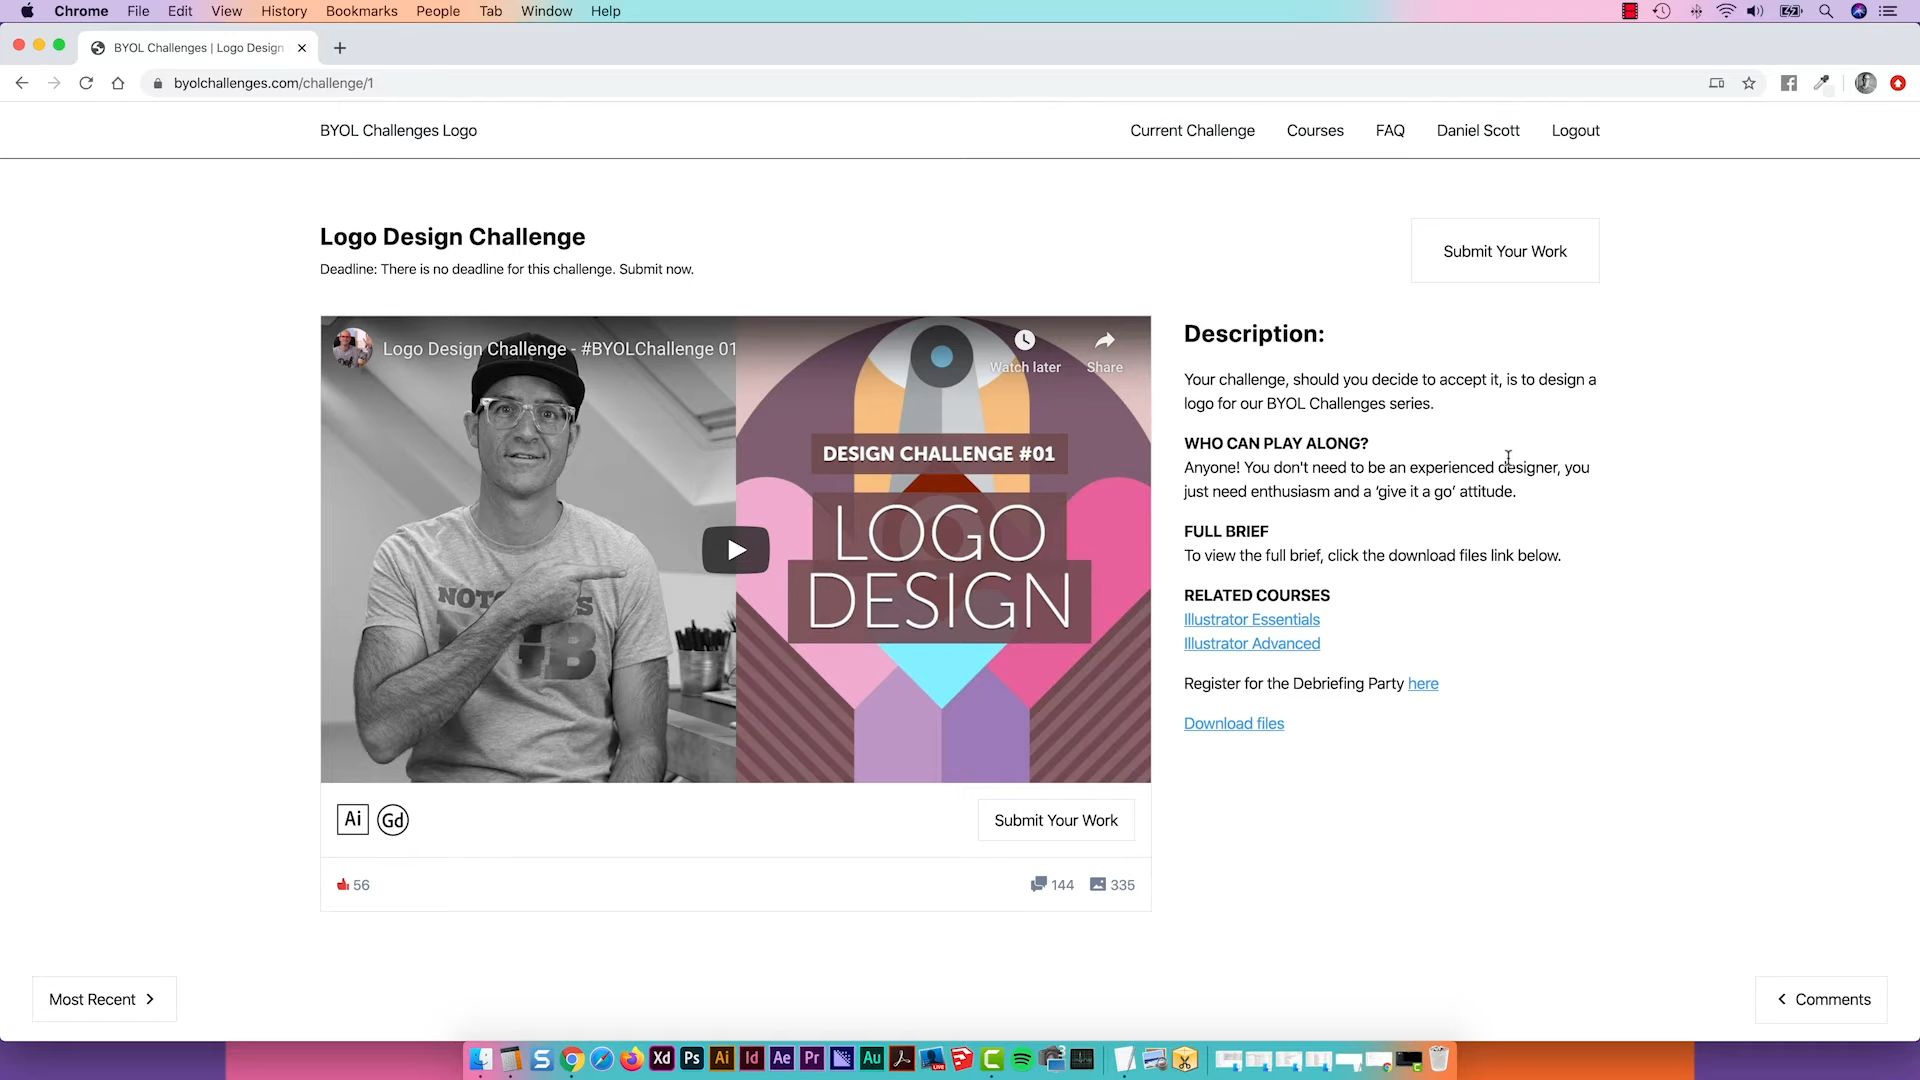 Chrome File Edit View History Bookmarks People Tab Window Help
BYOL Challenges | Logo Design
byolchallenges.com/challenge/1
BYOL Challenges Logo
Current Challenge Courses FAQ Daniel Scott Logout
Logo Design Challenge
Deadline: There is no deadline for this challenge. Submit now.
Submit Your Work
Logo Design Challenge - #BYOLChallenge 01
Watch later Share
DESIGN CHALLENGE #01
LOGO
DESIGN
Description:
Your challenge, should you decide to accept it, is to design a
logo for our BYOL Challenges series.
WHO CAN PLAY ALONG?
Anyone! You don't need to be an experienced designer, you
just need enthusiasm and a ‘give it a go’ attitude.
FULL BRIEF
To view the full brief, click the download files link below.
RELATED COURSES
Illustrator Essentials
Illustrator Advanced
Register for the Debriefing Party here
Download files
Ai Gd
Submit Your Work
56
144 335
Most Recent
Comments
Xd Ps Ai Id Ae Pr Au